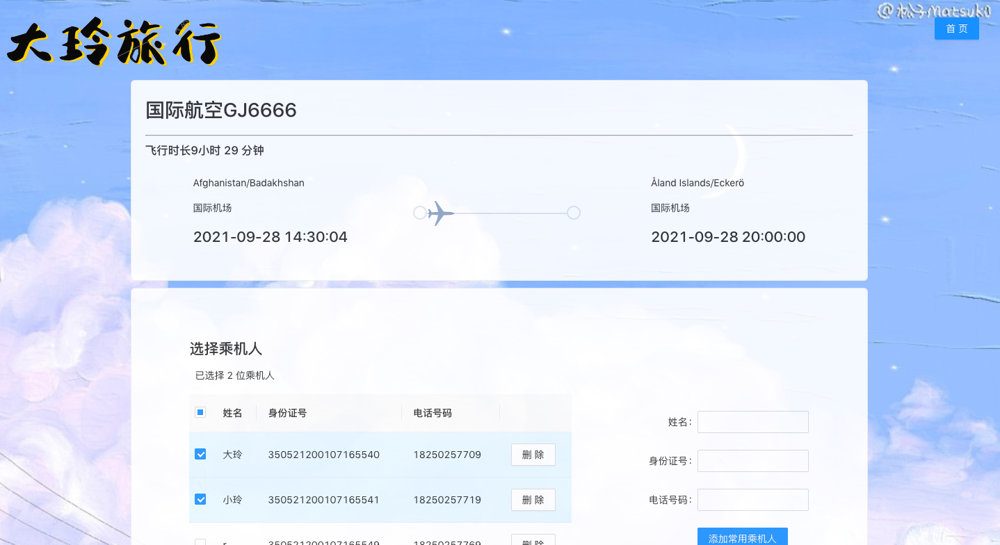 @松子Matsuko
首 页
大玲旅行
国际航空GJ6666
飞行时长9小时 29 分钟
Afghanistan/Badakhshan
国际机场
2021-09-28 14:30:04
Åland Islands/Eckerö
国际机场
2021-09-28 20:00:00
选择乘机人
已选择 2 位乘机人
姓名 身份证号 电话号码
大玲 350521200107165540 18250257709 删 除
小玲 350521200107165541 18250257719 删 除
r 350521200107165549 18250257769 删 除
姓名：
身份证号：
电话号码：
添加常用乘机人